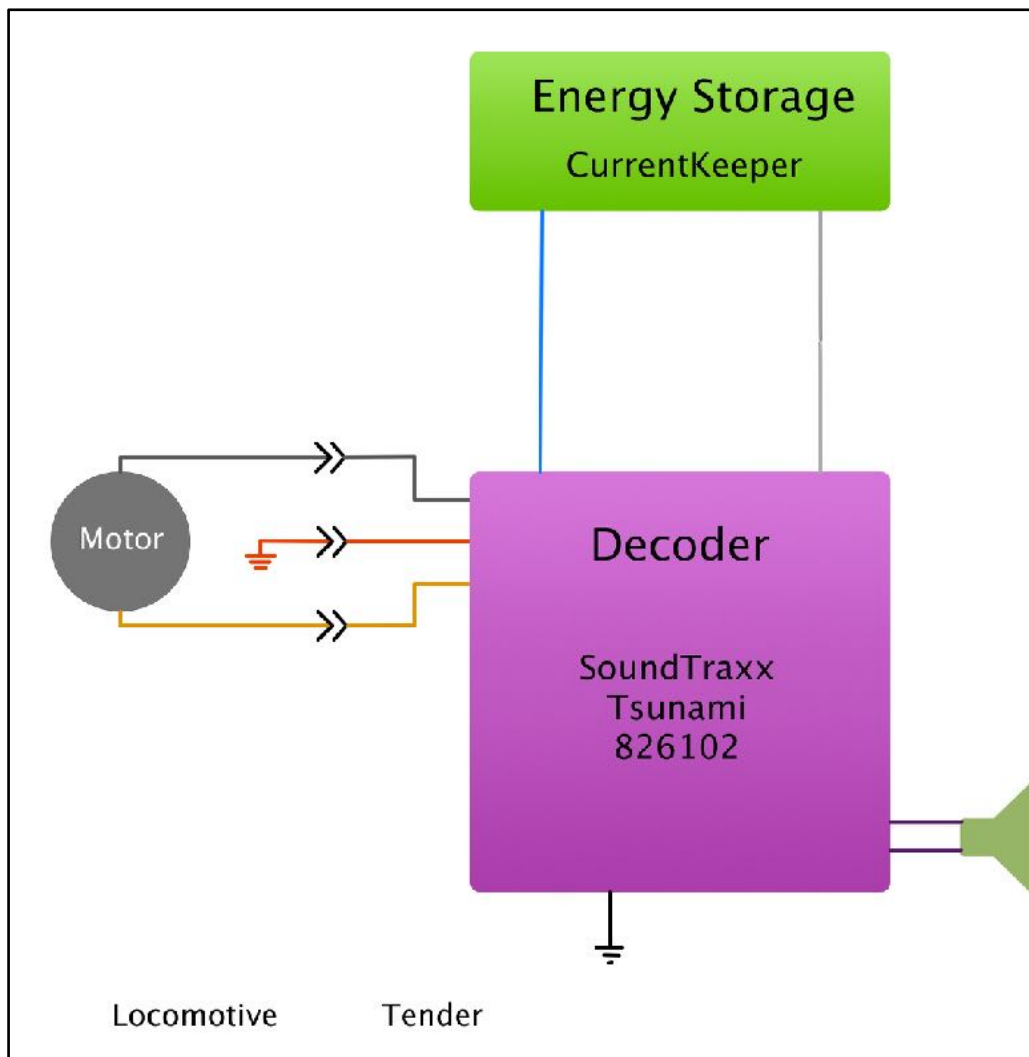 Energy Storage
CurrentKeeper
Motor
Decoder
SoundTraxx
Tsunami
826102
Locomotive
Tender